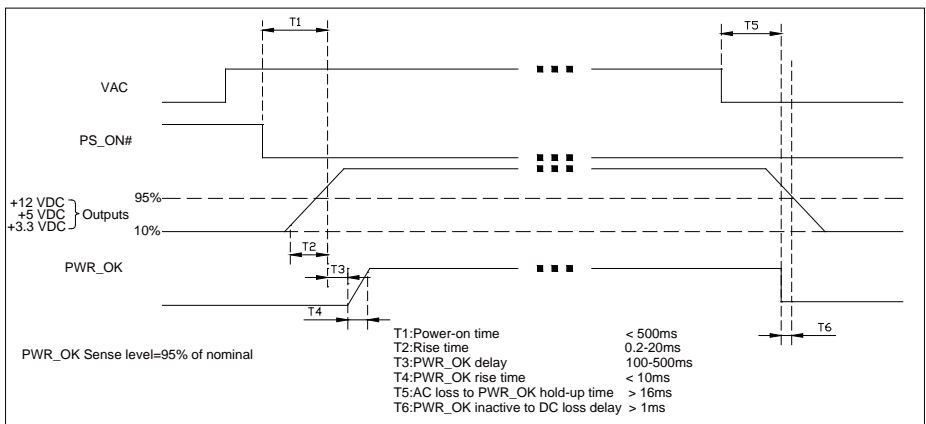 T1
T5
VAC
PS_ON#
+12 VDC
+5 VDC
+3.3 VDC
Outputs
95%
10%
T2
PWR_OK
T3
T4
T6
T1:Power-on time < 500ms
T2:Rise time 0.2-20ms
T3:PWR_OK delay 100-500ms
T4:PWR_OK rise time < 10ms
T5:AC loss to PWR_OK hold-up time > 16ms
T6:PWR_OK inactive to DC loss delay > 1ms
PWR_OK Sense level=95% of nominal